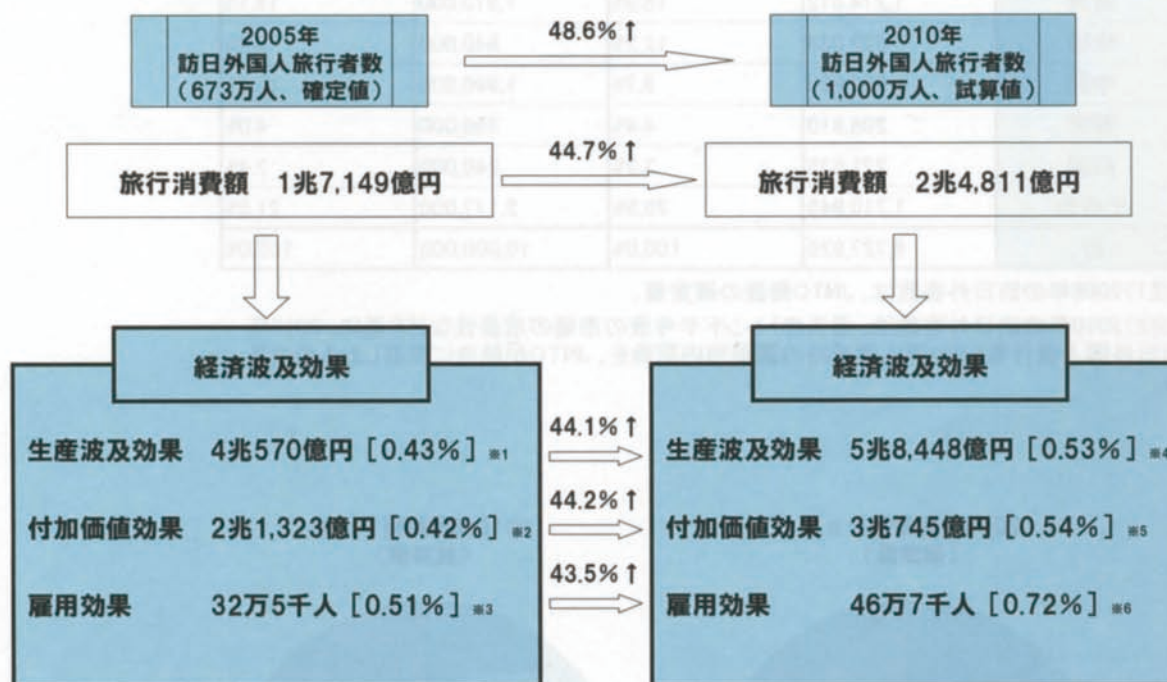 2005年
訪日外国人旅行者数
(673万人、確定値)
48.6%↑
2010年
訪日外国人旅行者数
(1,000万人、試算値)
旅行消費額 1兆7,149億円
44.7%↑
旅行消費額 2兆4,811億円
経済波及効果
生産波及効果 4兆570億円[0.43%]※1
付加価値効果 2兆1,323億円[0.42%]※2
雇用効果 32万5千人[0.51%]※3
44.1%↑
44.2%↑
43.5%↑
経済波及効果
生産波及効果 5兆8,448億円[0.53%]※4
付加価値効果 3兆745億円[0.54%]※5
雇用効果 46万7千人[0.72%]※6